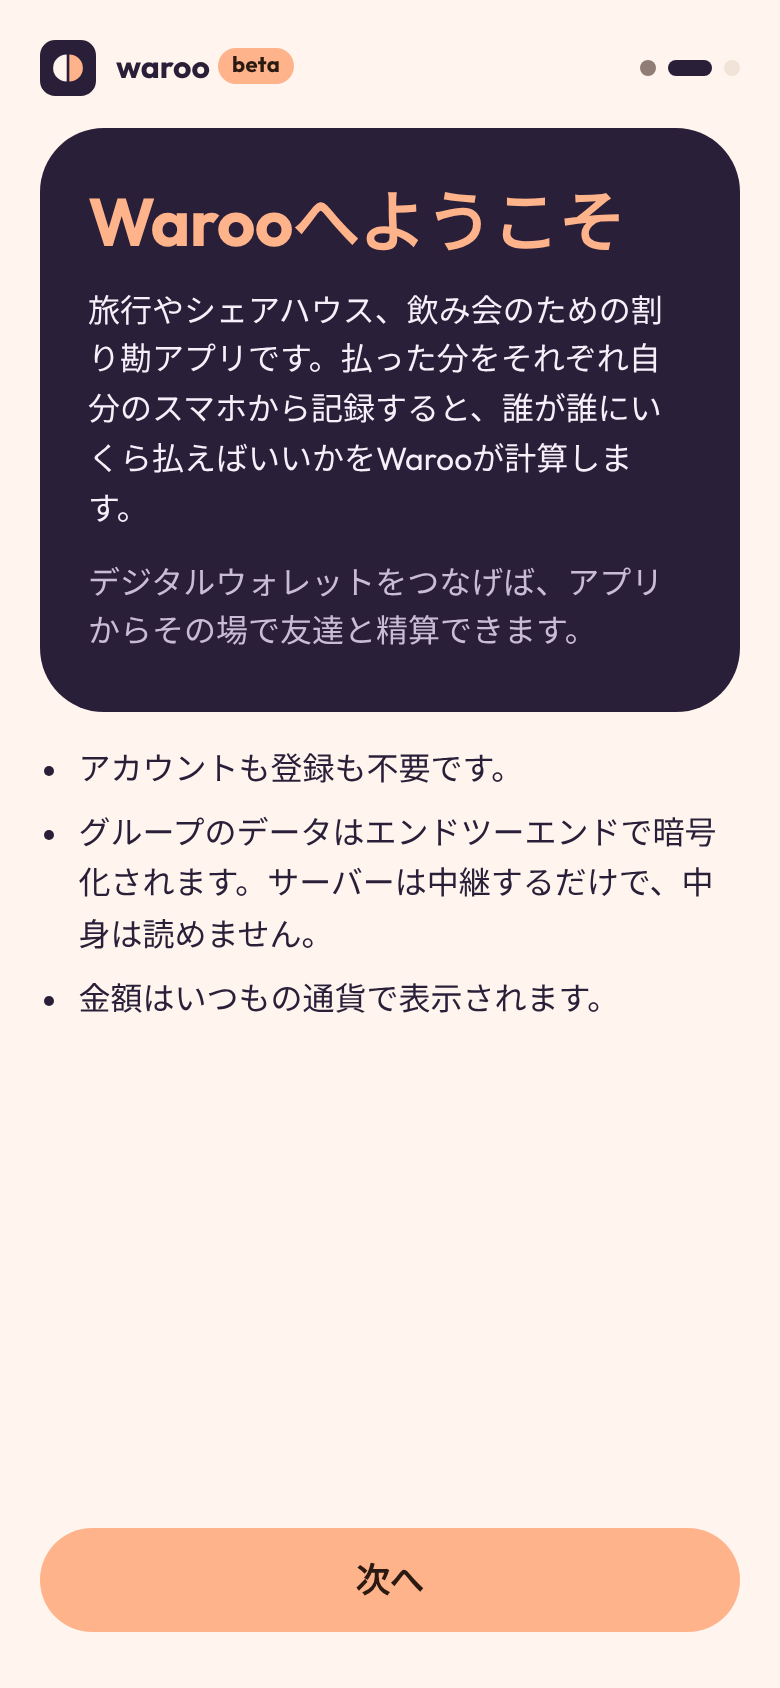 waroo beta
Warooへようこそ
旅行やシェアハウス、飲み会のための割
り勘アプリです。払った分をそれぞれ自
分のスマホから記録すると、誰が誰にい
くら払えばいいかをWarooが計算しま
す。
デジタルウォレットをつなげば、アプリ
からその場で友達と精算できます。
• アカウントも登録も不要です。
• グループのデータはエンドツーエンドで暗号
化されます。サーバーは中継するだけで、中
身は読めません。
• 金額はいつもの通貨で表示されます。
次へ